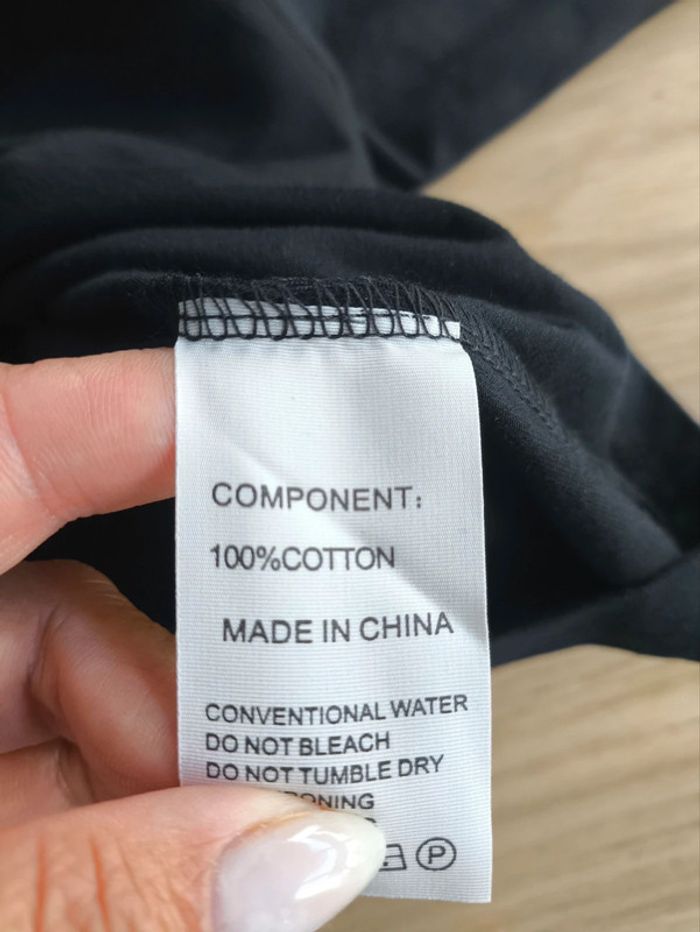 COMPONENT:
100%COTTON
MADE IN CHINA
CONVENTIONAL WATER
DO NOT BLEACH
DO NOT TUMBLE DRY
P